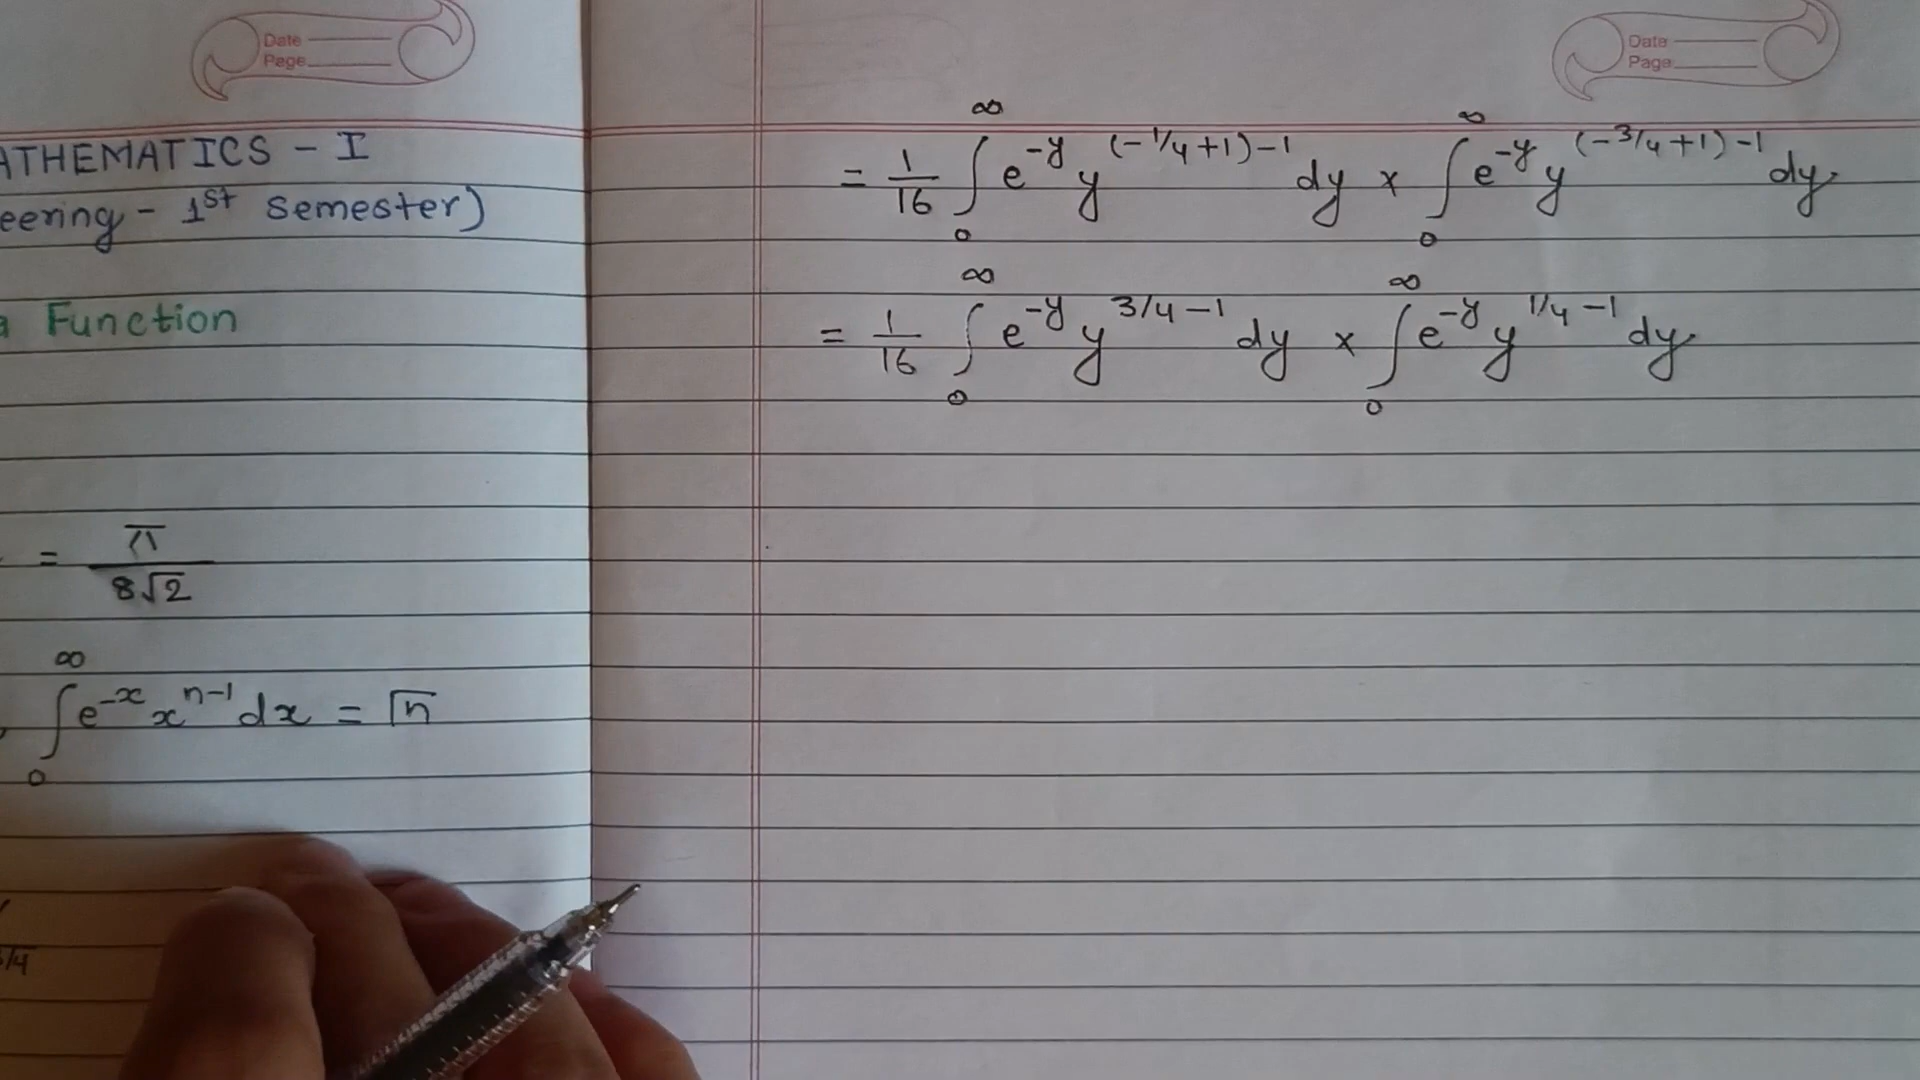 Date
Page
ATHEMATICS - I
eering - 1st semester)
Function
= π / 8√2
∫₀^∞ e^-x x^n-1 dx = Γn
3/4
Date
Page
= 1/16 ∫₀^∞ e^-y y^(-1/4+1)-1 dy × ∫₀^∞ e^-y y^(-3/4+1)-1 dy
= 1/16 ∫₀^∞ e^-y y^3/4-1 dy × ∫₀^∞ e^-y y^1/4-1 dy